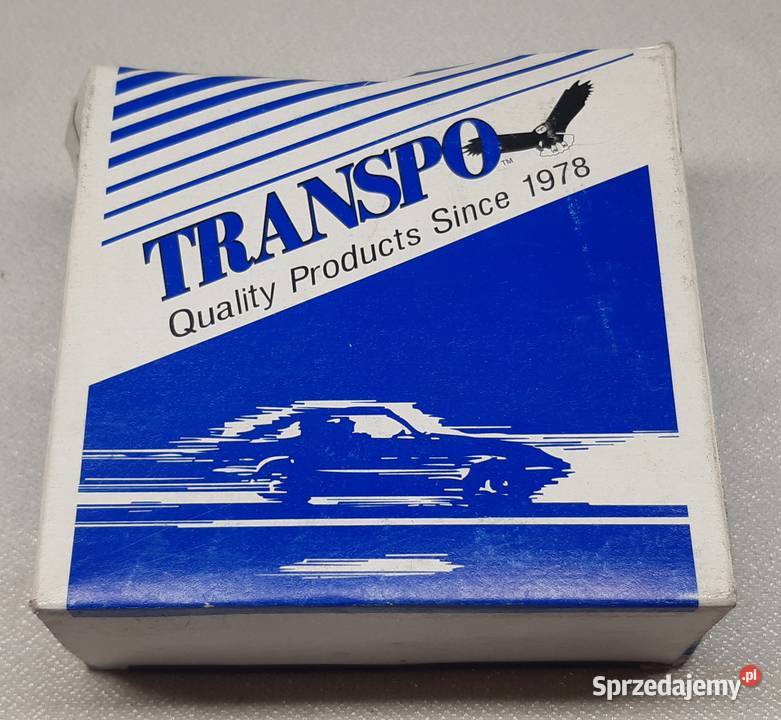 TRANSPO™
Quality Products Since 1978
Sprzedajemy.pl